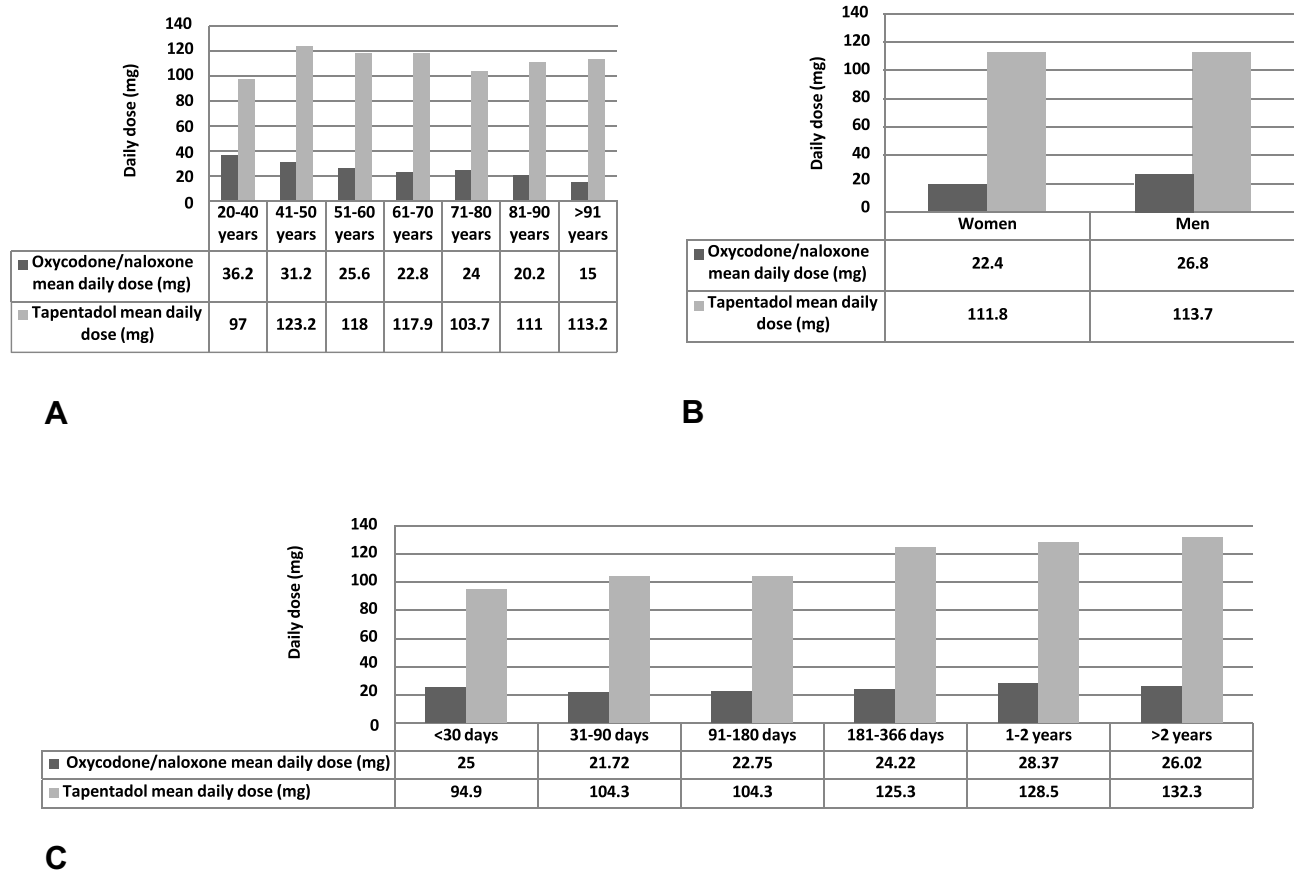 140
120
100
80
60
40
20
0
Daily dose (mg)
20-40 years
41-50 years
51-60 years
61-70 years
71-80 years
81-90 years
>91 years
Oxycodone/naloxone
mean daily dose (mg)
36.2 31.2 25.6 22.8 24 20.2 15
Tapentadol mean daily
dose (mg)
97 123.2 118 117.9 103.7 111 113.2
A
140
120
100
80
60
40
20
0
Daily dose (mg)
Women Men
Oxycodone/naloxone
mean daily dose (mg)
22.4 26.8
Tapentadol mean daily
dose (mg)
111.8 113.7
B
140
120
100
80
60
40
20
0
Daily dose (mg)
<30 days 31-90 days 91-180 days 181-366 days 1-2 years >2 years
Oxycodone/naloxone mean daily dose (mg) 25 21.72 22.75 24.22 28.37 26.02
Tapentadol mean daily dose (mg) 94.9 104.3 104.3 125.3 128.5 132.3
C